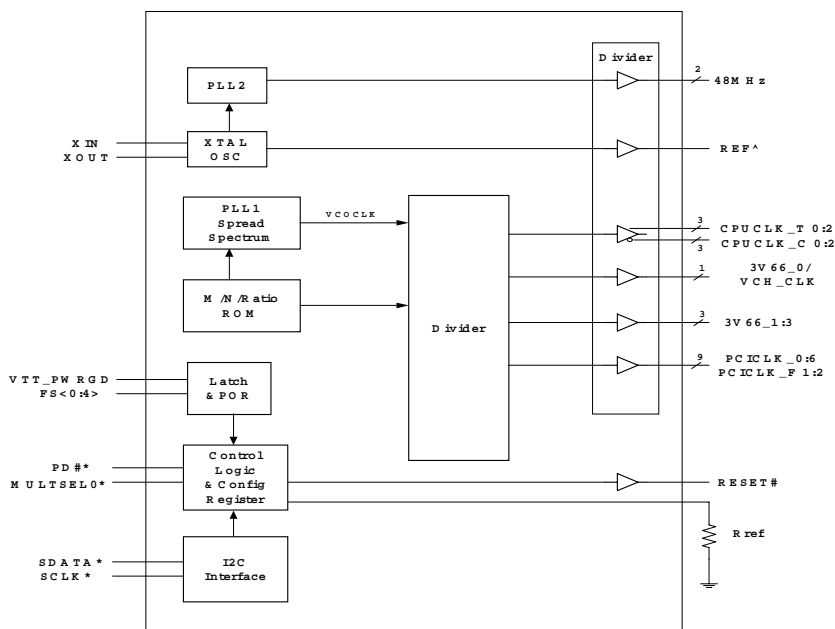 Divider
PLL2
2
48MHz
XIN
XOUT
XTAL
OSC
REF^
PLL1
Spread
Spectrum
VCOCLK
3
CPUCLK_T 0:2
CPUCLK_C 0:2
3
M/N/Ratio
ROM
Divider
1
3V66_0/
VCH_CLK
3
3V66_1:3
9
PCICLK_0:6
PCICLK_F 1:2
VTT_PWRGD
FS<0:4>
Latch
& POR
PD#*
MULTSEL0*
Control
Logic
& Config
Register
RESET#
Rref
SDATA*
SCLK*
I2C
Interface